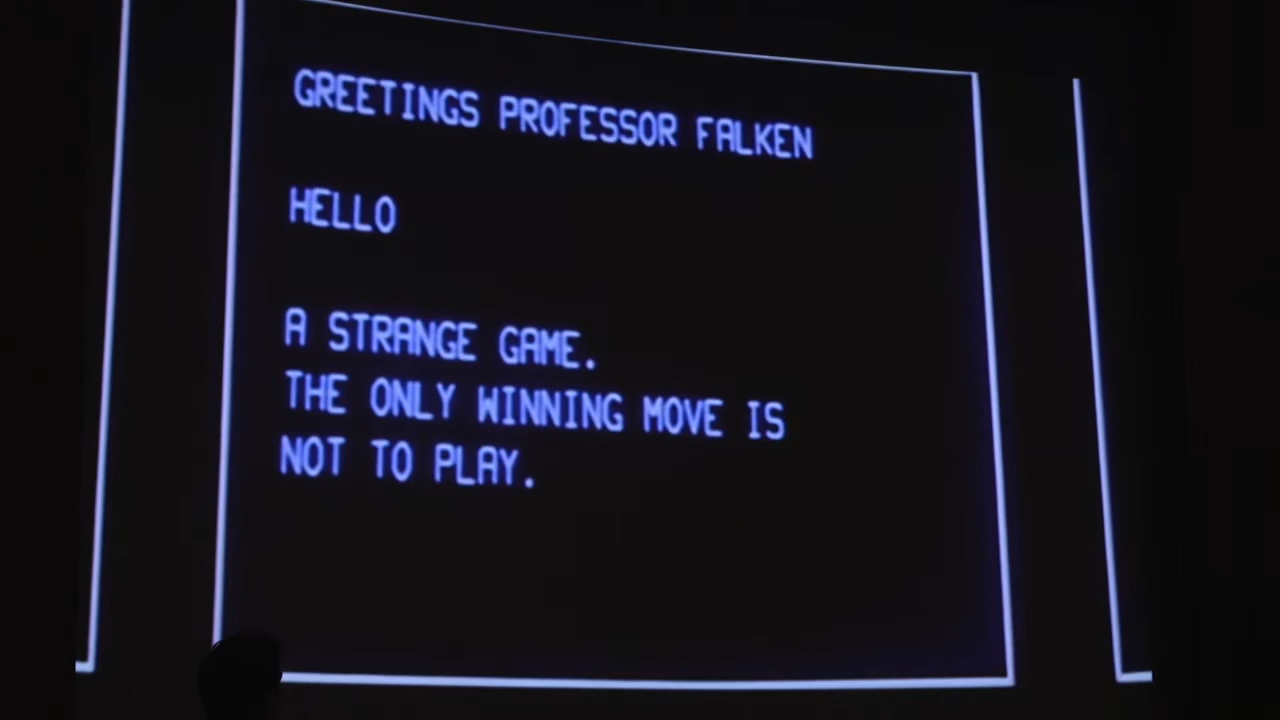 GREETINGS PROFESSOR FALKEN
HELLO
A STRANGE GAME.
THE ONLY WINNING MOVE IS
NOT TO PLAY.